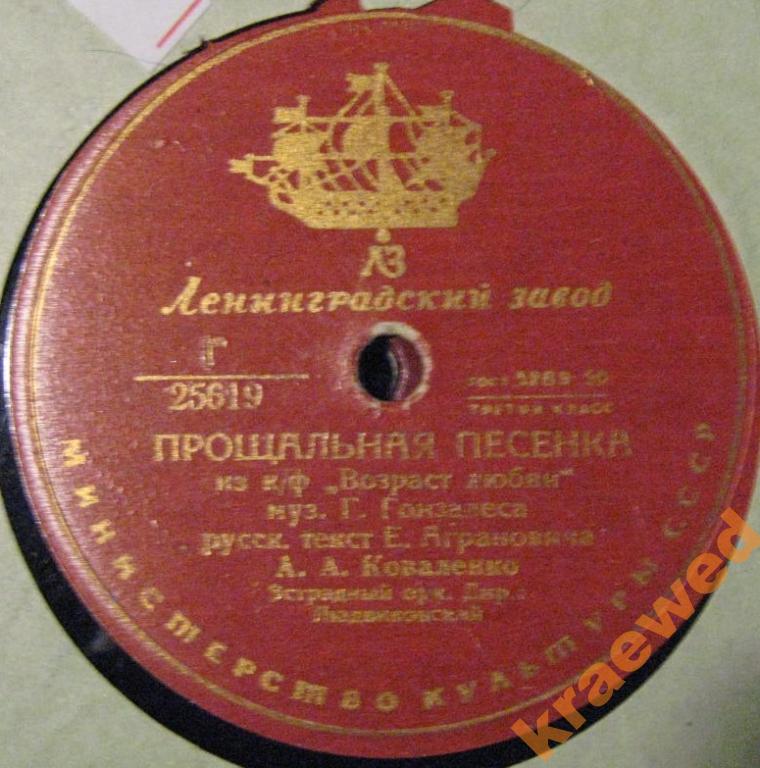 ЛЗ
Ленинградский завод
Г
25619
ГОСТ 5289-50
ТРЕТИЙ КЛАСС
ПРОЩАЛЬНАЯ ПЕСЕНКА
из к/ф „Возраст любви"
муз. Г. Гонзалеса
русск. текст Е. Аграновича
А. А. Коваленко
Эстрадный орк. Дир.:
Людвиковский
МИНИСТЕРСТВО КУЛЬТУРЫ СССР
kraewed